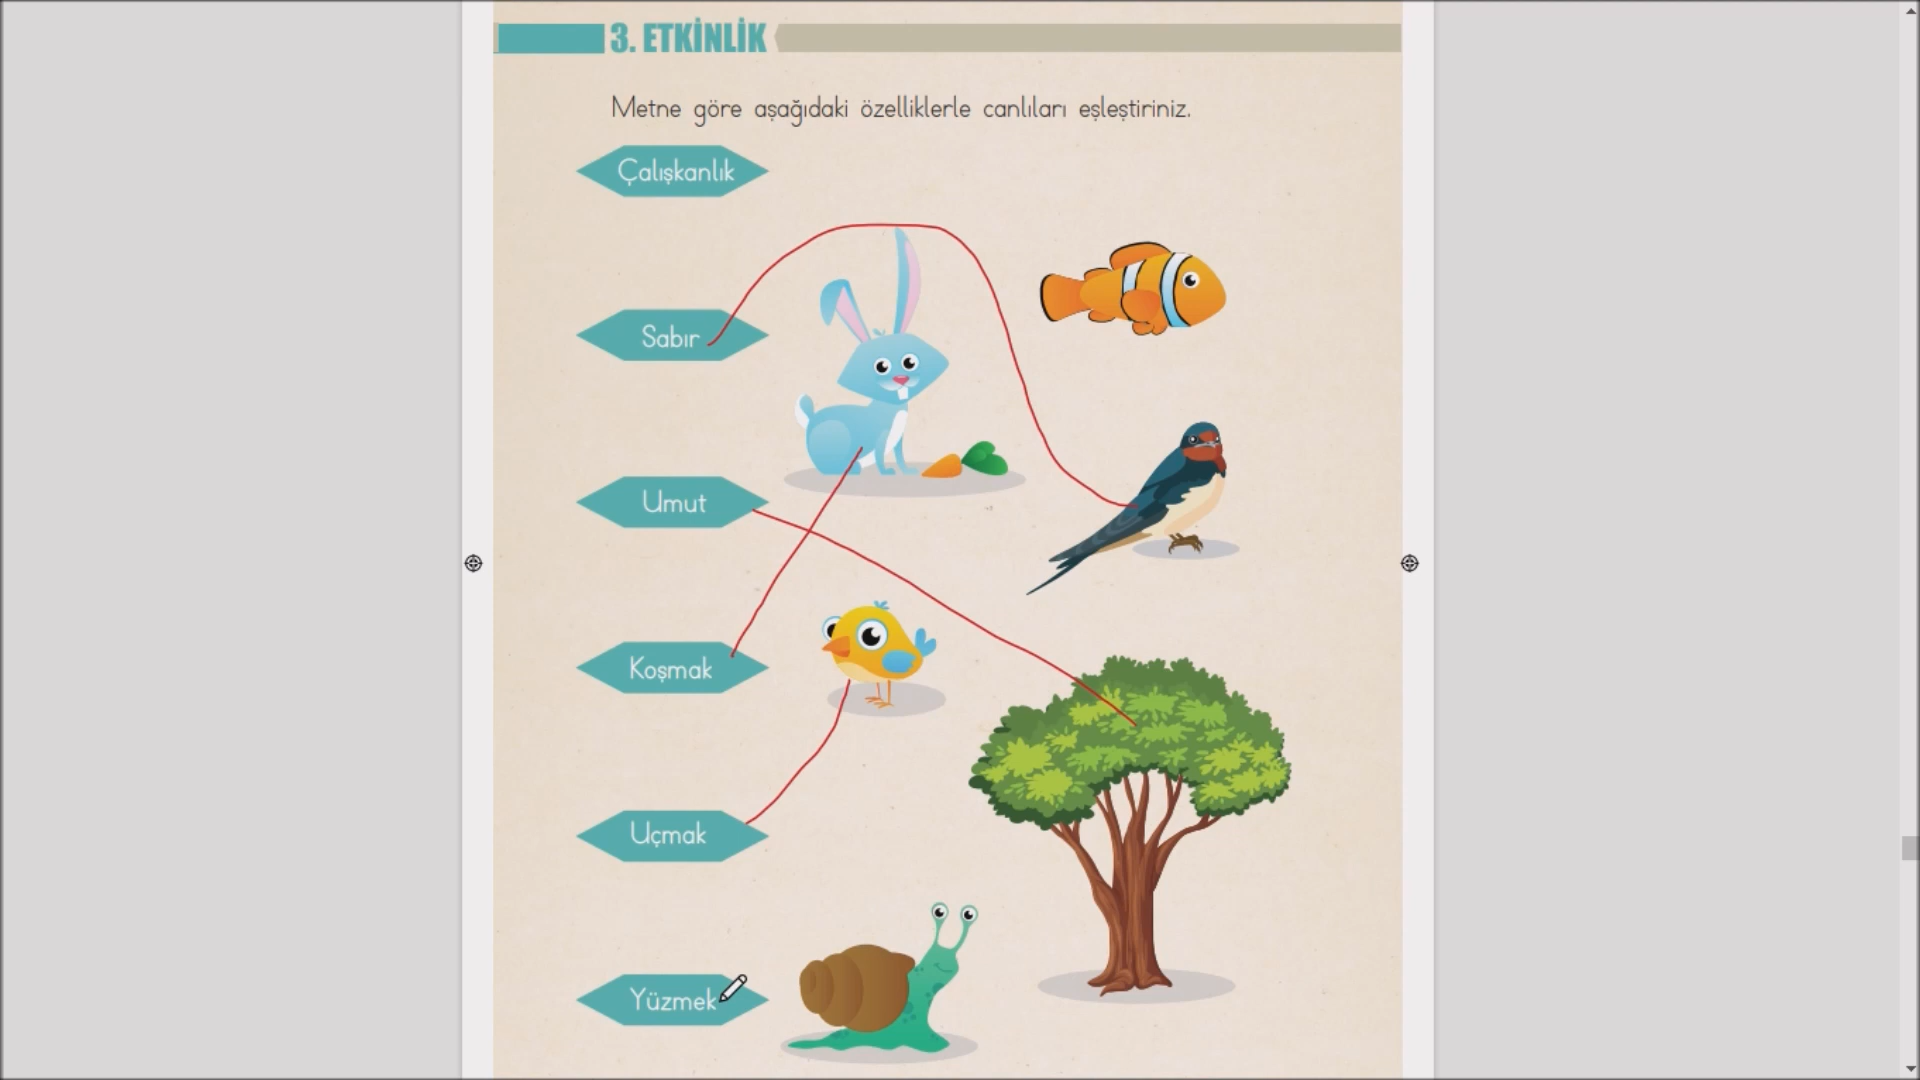 3. ETKİNLİK
Metne göre aşağıdaki özelliklerle canlıları eşleştiriniz.
Çalışkanlık
Sabır
Umut
Koşmak
Uçmak
Yüzmek